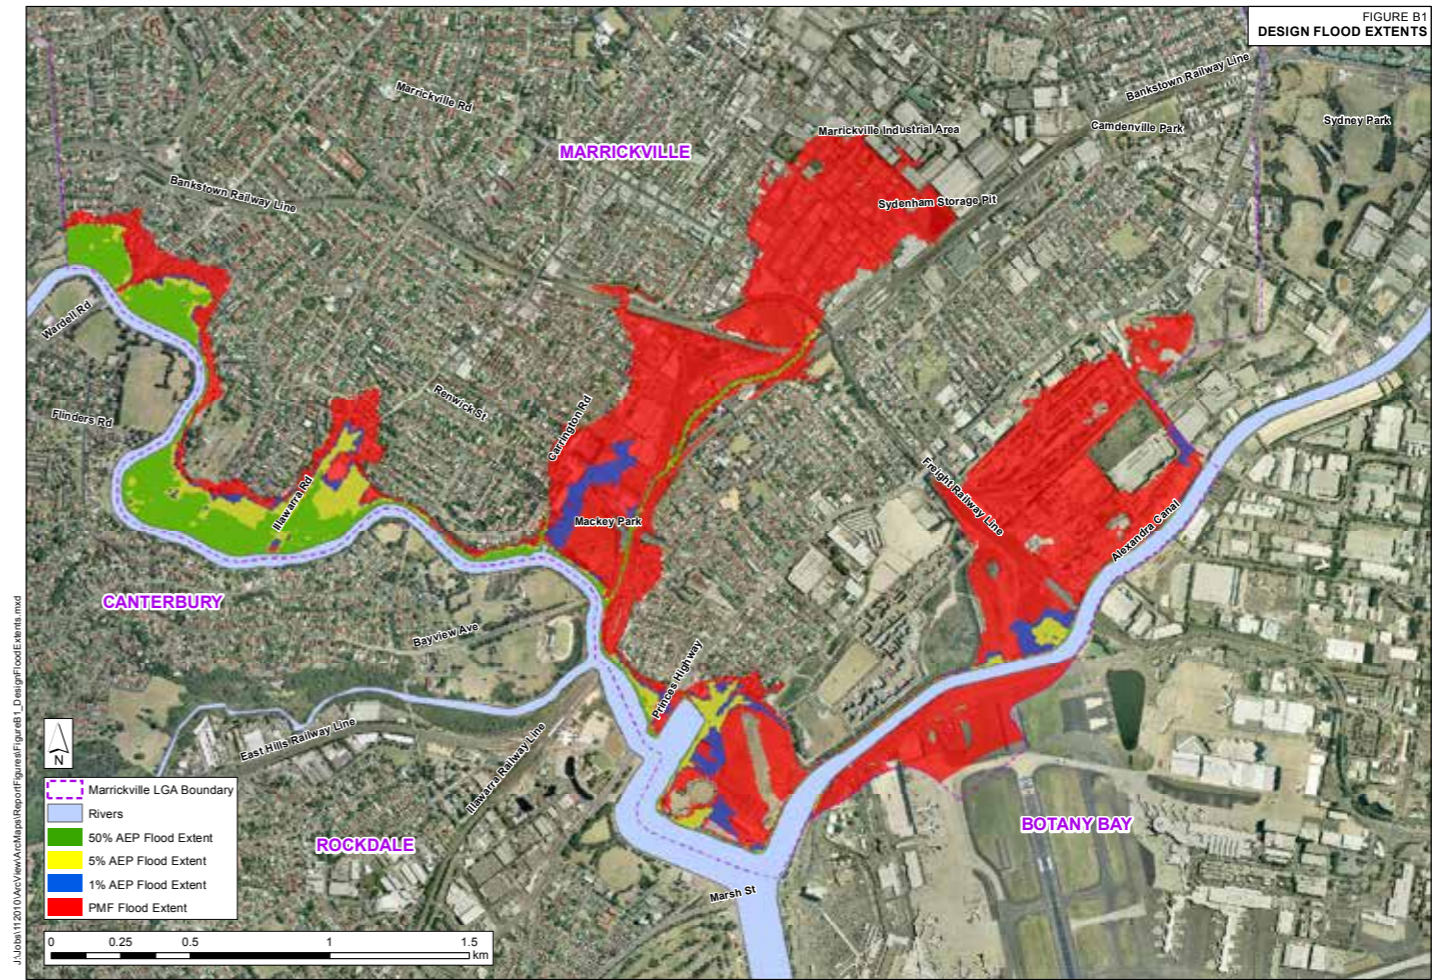 FIGURE B1
DESIGN FLOOD EXTENTS
Bankstown Railway Line
Marrickville Rd
Sydney Park
Camdenville Park
Marrickville Industrial Area
MARRICKVILLE
Bankstown Railway Line
Sydenham Storage Pit
Wardell Rd
Renwick St
Flinders Rd
Carrington Rd
Freight Railway Line
Illawarra Rd
Mackey Park
Alexandra Canal
CANTERBURY
Bayview Ave
Princes Highway
East Hills Railway Line
Illawarra Railway Line
N
Marrickville LGA Boundary
Rivers
50% AEP Flood Extent
5% AEP Flood Extent
1% AEP Flood Extent
PMF Flood Extent
ROCKDALE
BOTANY BAY
Marsh St
0 0.25 0.5 1 1.5
km
J:\Jobs\112010\ArcView\ArcMaps\ReportFigures\FigureB1_DesignFloodExtents.mxd